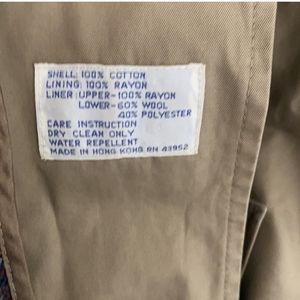 SHELL: 100% COTTON
LINING: 100% RAYON
LINER: UPPER-100% RAYON
LOWER-60% WOOL
40% POLYESTER
CARE INSTRUCTION
DRY CLEAN ONLY
WATER REPELLENT
MADE IN HONG KONG RN 43952